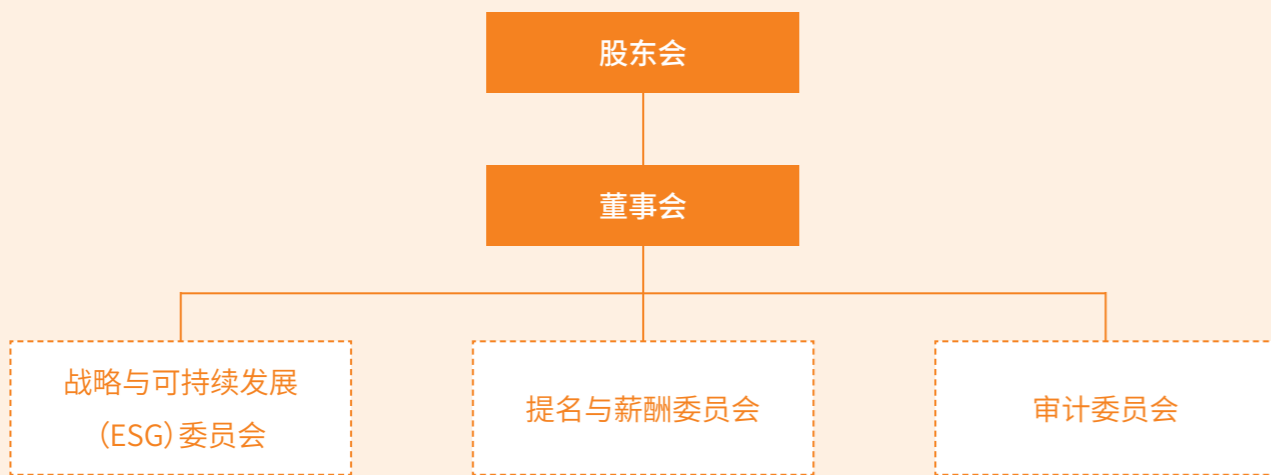 股东会
董事会
战略与可持续发展
（ESG）委员会
提名与薪酬委员会
审计委员会